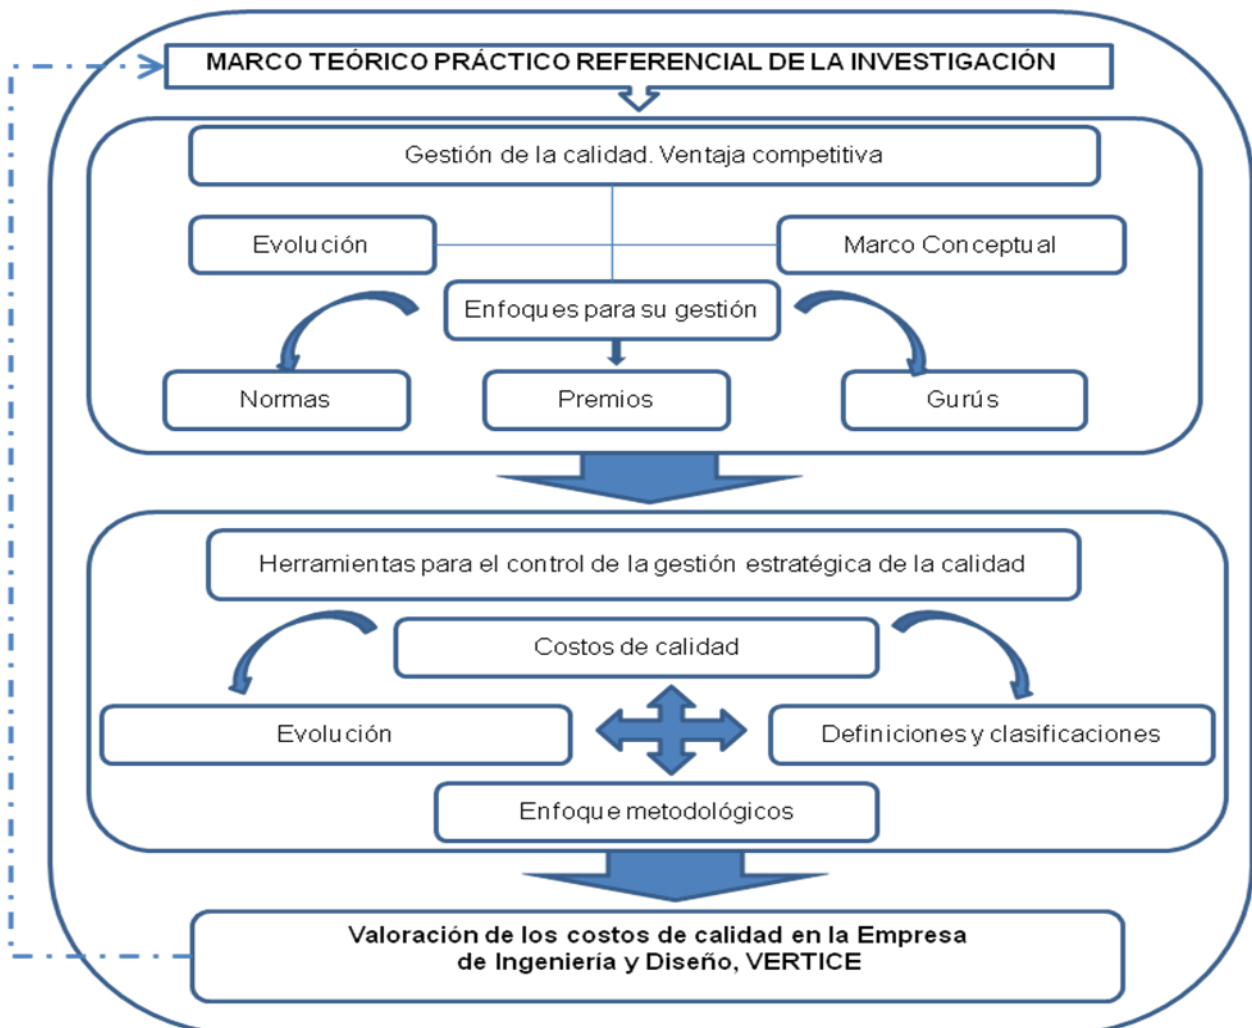 MARCO TEÓRICO PRÁCTICO REFERENCIAL DE LA INVESTIGACIÓN
Gestión de la calidad. Ventaja competitiva
Evolución
Marco Conceptual
Enfoques para su gestión
Normas
Premios
Gurús
Herramientas para el control de la gestión estratégica de la calidad
Costos de calidad
Evolución
Definiciones y clasificaciones
Enfoque metodológicos
Valoración de los costos de calidad en la Empresa
de Ingeniería y Diseño, VERTICE